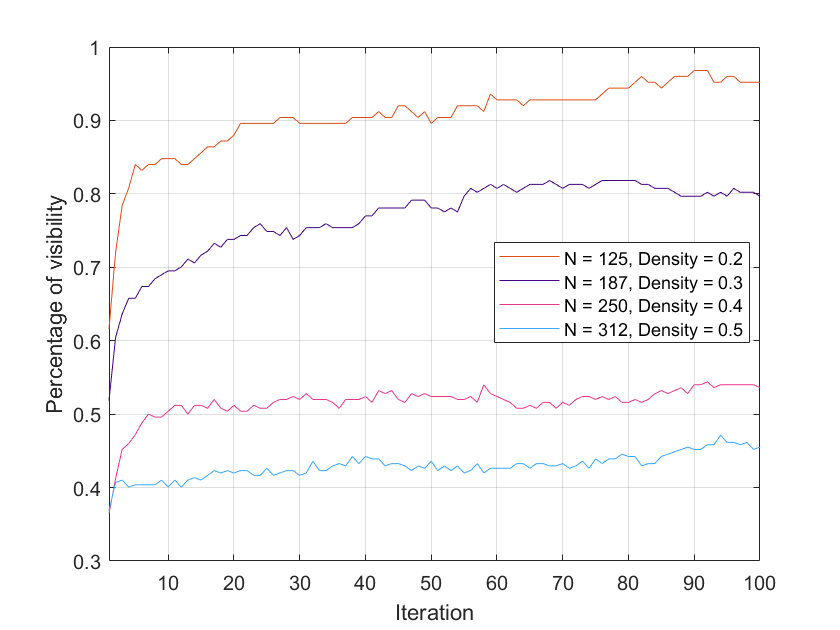 1
0.9
0.8
0.7
0.6
0.5
0.4
0.3
Percentage of visibility
N = 125, Density = 0.2
N = 187, Density = 0.3
N = 250, Density = 0.4
N = 312, Density = 0.5
10 20 30 40 50 60 70 80 90 100
Iteration